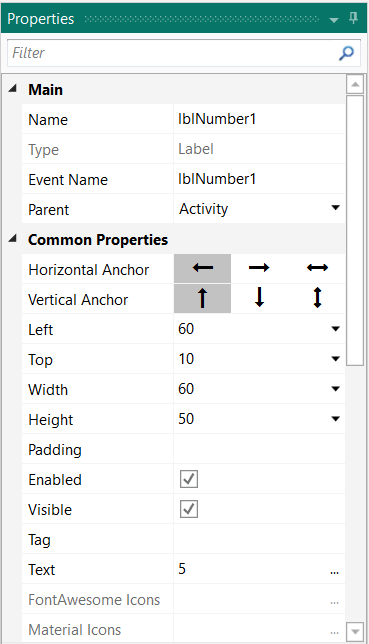 Properties
Filter
Main
Name lblNumber1
Type Label
Event Name lblNumber1
Parent Activity
Common Properties
Horizontal Anchor
Vertical Anchor
Left 60
Top 10
Width 60
Height 50
Padding
Enabled
Visible
Tag
Text 5 ...
FontAwesome Icons ...
Material Icons ...